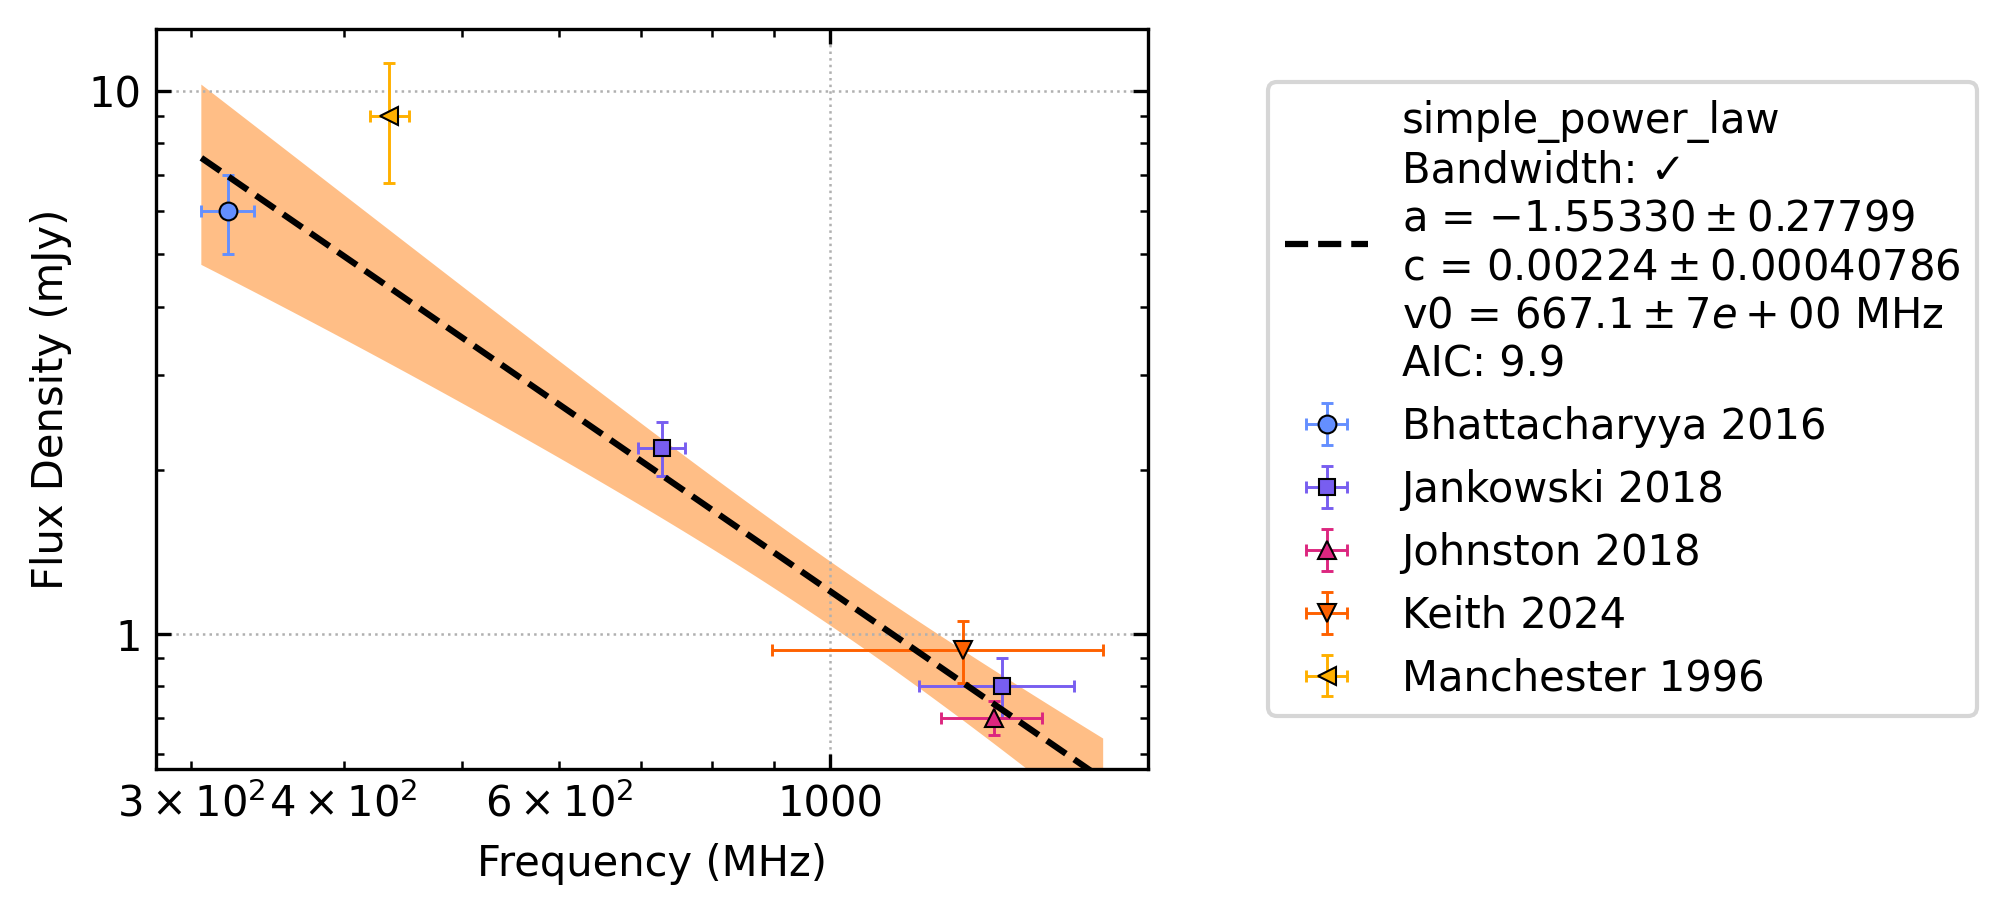 10
1
Flux Density (mJy)
3 × 10² 4 × 10² 6 × 10² 1000
Frequency (MHz)
simple_power_law
Bandwidth: ✓
a = −1.55330 ± 0.27799
c = 0.00224 ± 0.00040786
v0 = 667.1 ± 7e + 00 MHz
AIC: 9.9
Bhattacharyya 2016
Jankowski 2018
Johnston 2018
Keith 2024
Manchester 1996